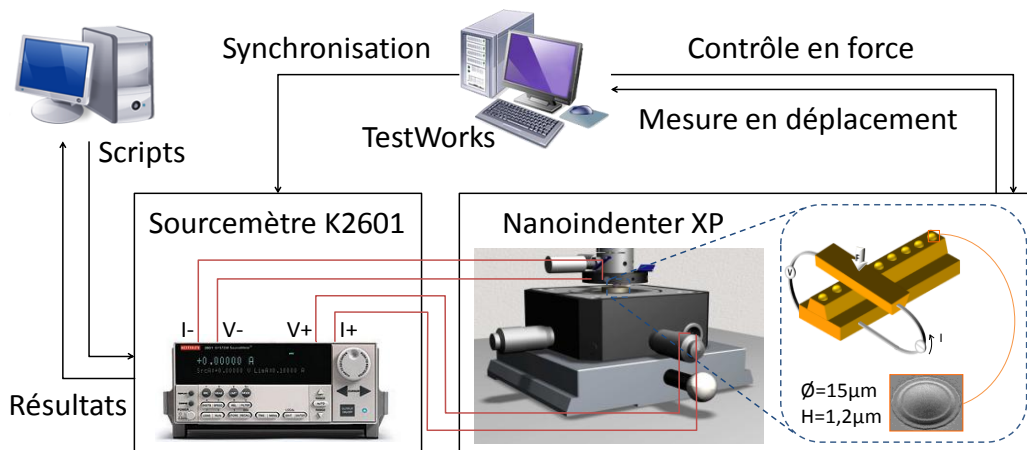 Synchronisation
Contrôle en force
Mesure en déplacement
TestWorks
Scripts
Sourcemètre K2601
Nanoindenter XP
F
V
I
I- V- V+ I+
+0.00000 A
Résultats
Ø=15µm
H=1,2µm